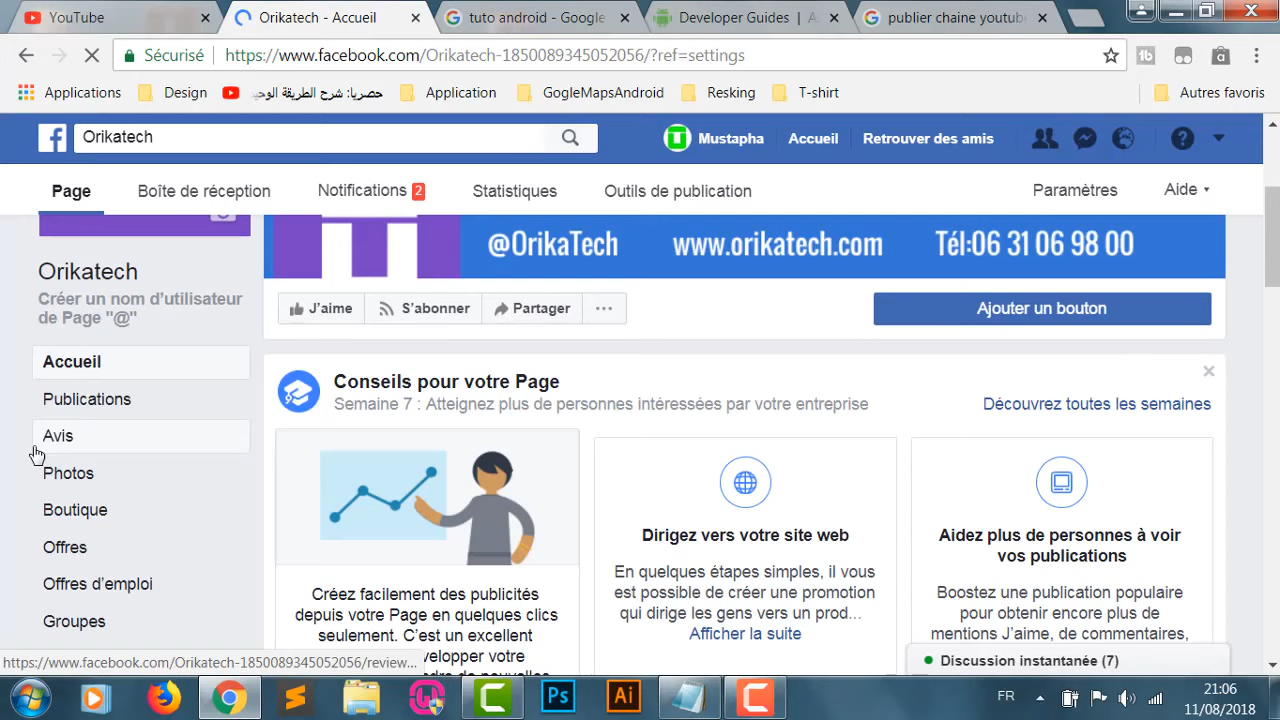 YouTube × Orikatech - Accueil × tuto android - Google × Developer Guides | A × publier chaine youtube ×
Sécurisé https://www.facebook.com/Orikatech-1850089345052056/?ref=settings
Applications Design حصريا: شرح الطريقة الوحي Application GogleMapsAndroid Resking T-shirt Autres favoris
Orikatech Mustapha Accueil Retrouver des amis
Page Boîte de réception Notifications 2 Statistiques Outils de publication Paramètres Aide
@OrikaTech www.orikatech.com Tél:06 31 06 98 00
Orikatech
Créer un nom d'utilisateur
de Page "@"
J'aime S'abonner Partager ... Ajouter un bouton
Accueil
Publications
Avis
Photos
Boutique
Offres
Offres d'emploi
Groupes
Conseils pour votre Page
Semaine 7 : Atteignez plus de personnes intéressées par votre entreprise Découvrez toutes les semaines
Créez facilement des publicités
depuis votre Page en quelques clics
seulement. C'est un excellent
velopper votre
Dirigez vers votre site web
En quelques étapes simples, il vous
est possible de créer une promotion
qui dirige les gens vers un prod...
Afficher la suite
Aidez plus de personnes à voir
vos publications
Boostez une publication populaire
pour obtenir encore plus de
mentions J'aime, de commentaires,
Discussion instantanée (7)
https://www.facebook.com/Orikatech-1850089345052056/review...
Ps Ai FR 21:06
11/08/2018